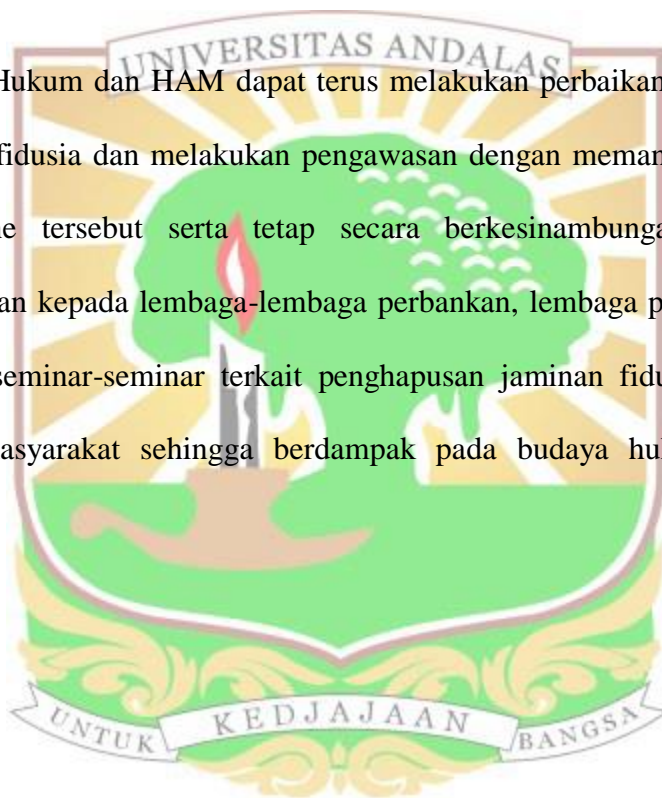 UNIVERSITAS ANDALAS
Hukum dan HAM dapat terus melakukan perbaikan
fidusia dan melakukan pengawasan dengan meman
e tersebut serta tetap secara berkesinambunga
an kepada lembaga-lembaga perbankan, lembaga p
seminar-seminar terkait penghapusan jaminan fidu
asyarakat sehingga berdampak pada budaya hu
UNTUK KEDJAJAAN BANGSA